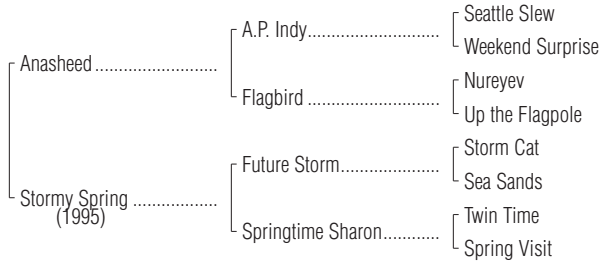 Seattle Slew
A.P. Indy..............................
Weekend Surprise
Anasheed ............................
Nureyev
Flagbird ..............................
Up the Flagpole
Storm Cat
Future Storm.......................
Sea Sands
Stormy Spring ...................
(1995)
Twin Time
Springtime Sharon............
Spring Visit